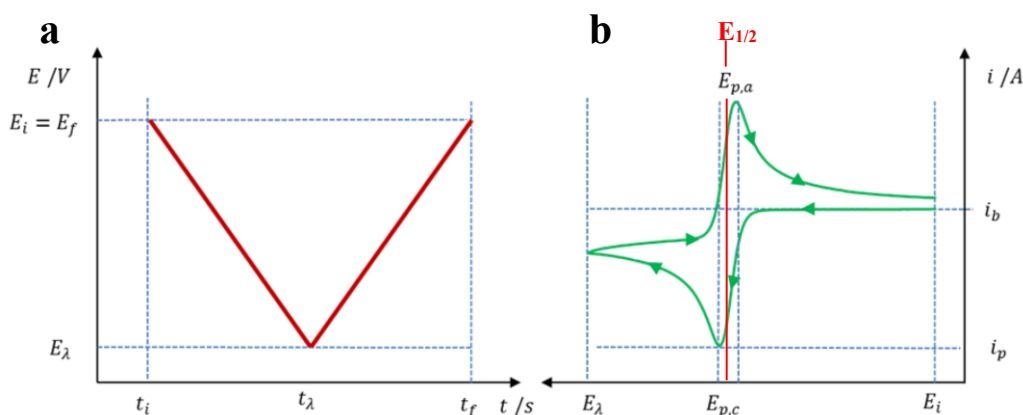 a
E /V
E_i = E_f
E_λ
t_i
t_λ
t_f
t /s
b
E_{1/2}
E_{p,a}
i /A
i_b
i_p
E_λ
E_{p,c}
E_i